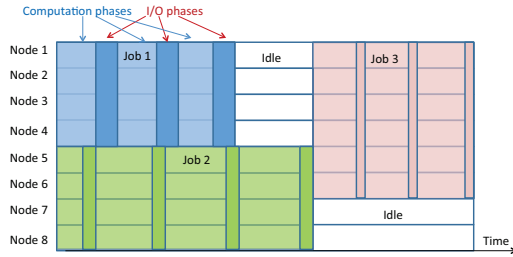 Computation phases I/O phases
Node 1
Job 1
Idle
Job 3
Node 2
Node 3
Node 4
Node 5
Job 2
Node 6
Node 7
Idle
Node 8
Time